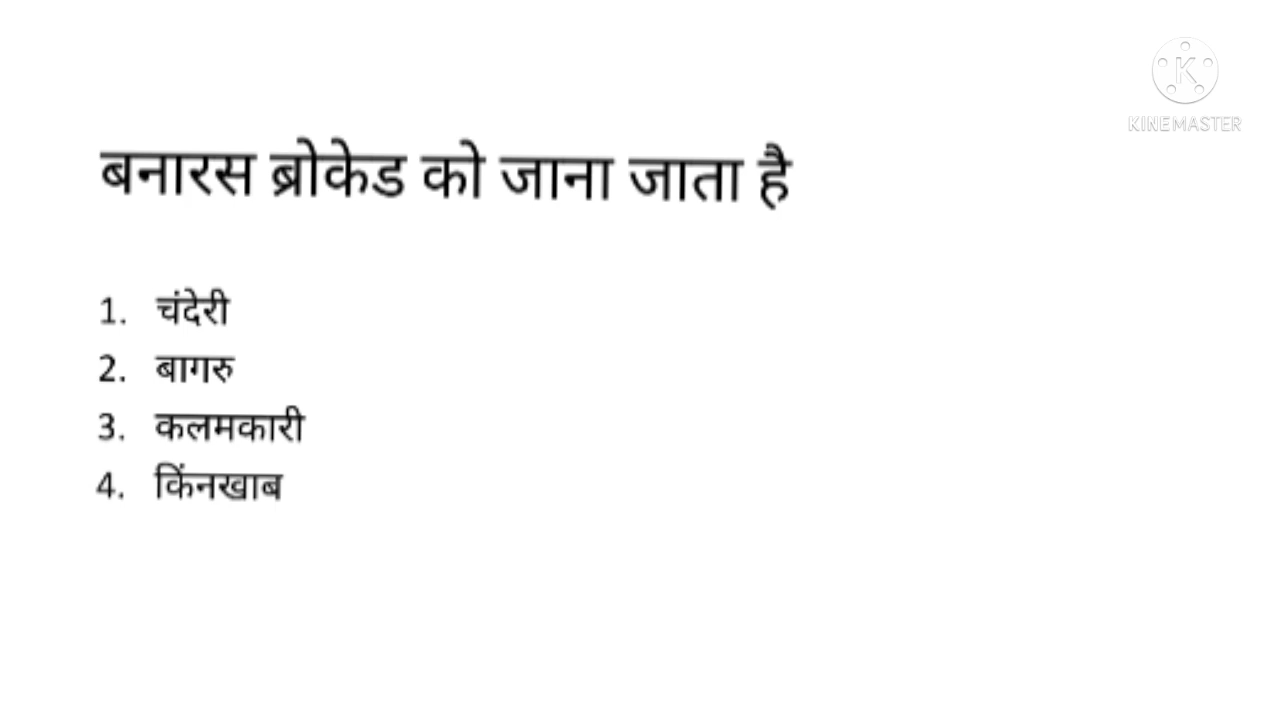 KINEMASTER
बनारस ब्रोकेड को जाना जाता है
1. चंदेरी
2. बागरु
3. कलमकारी
4. किंनखाब